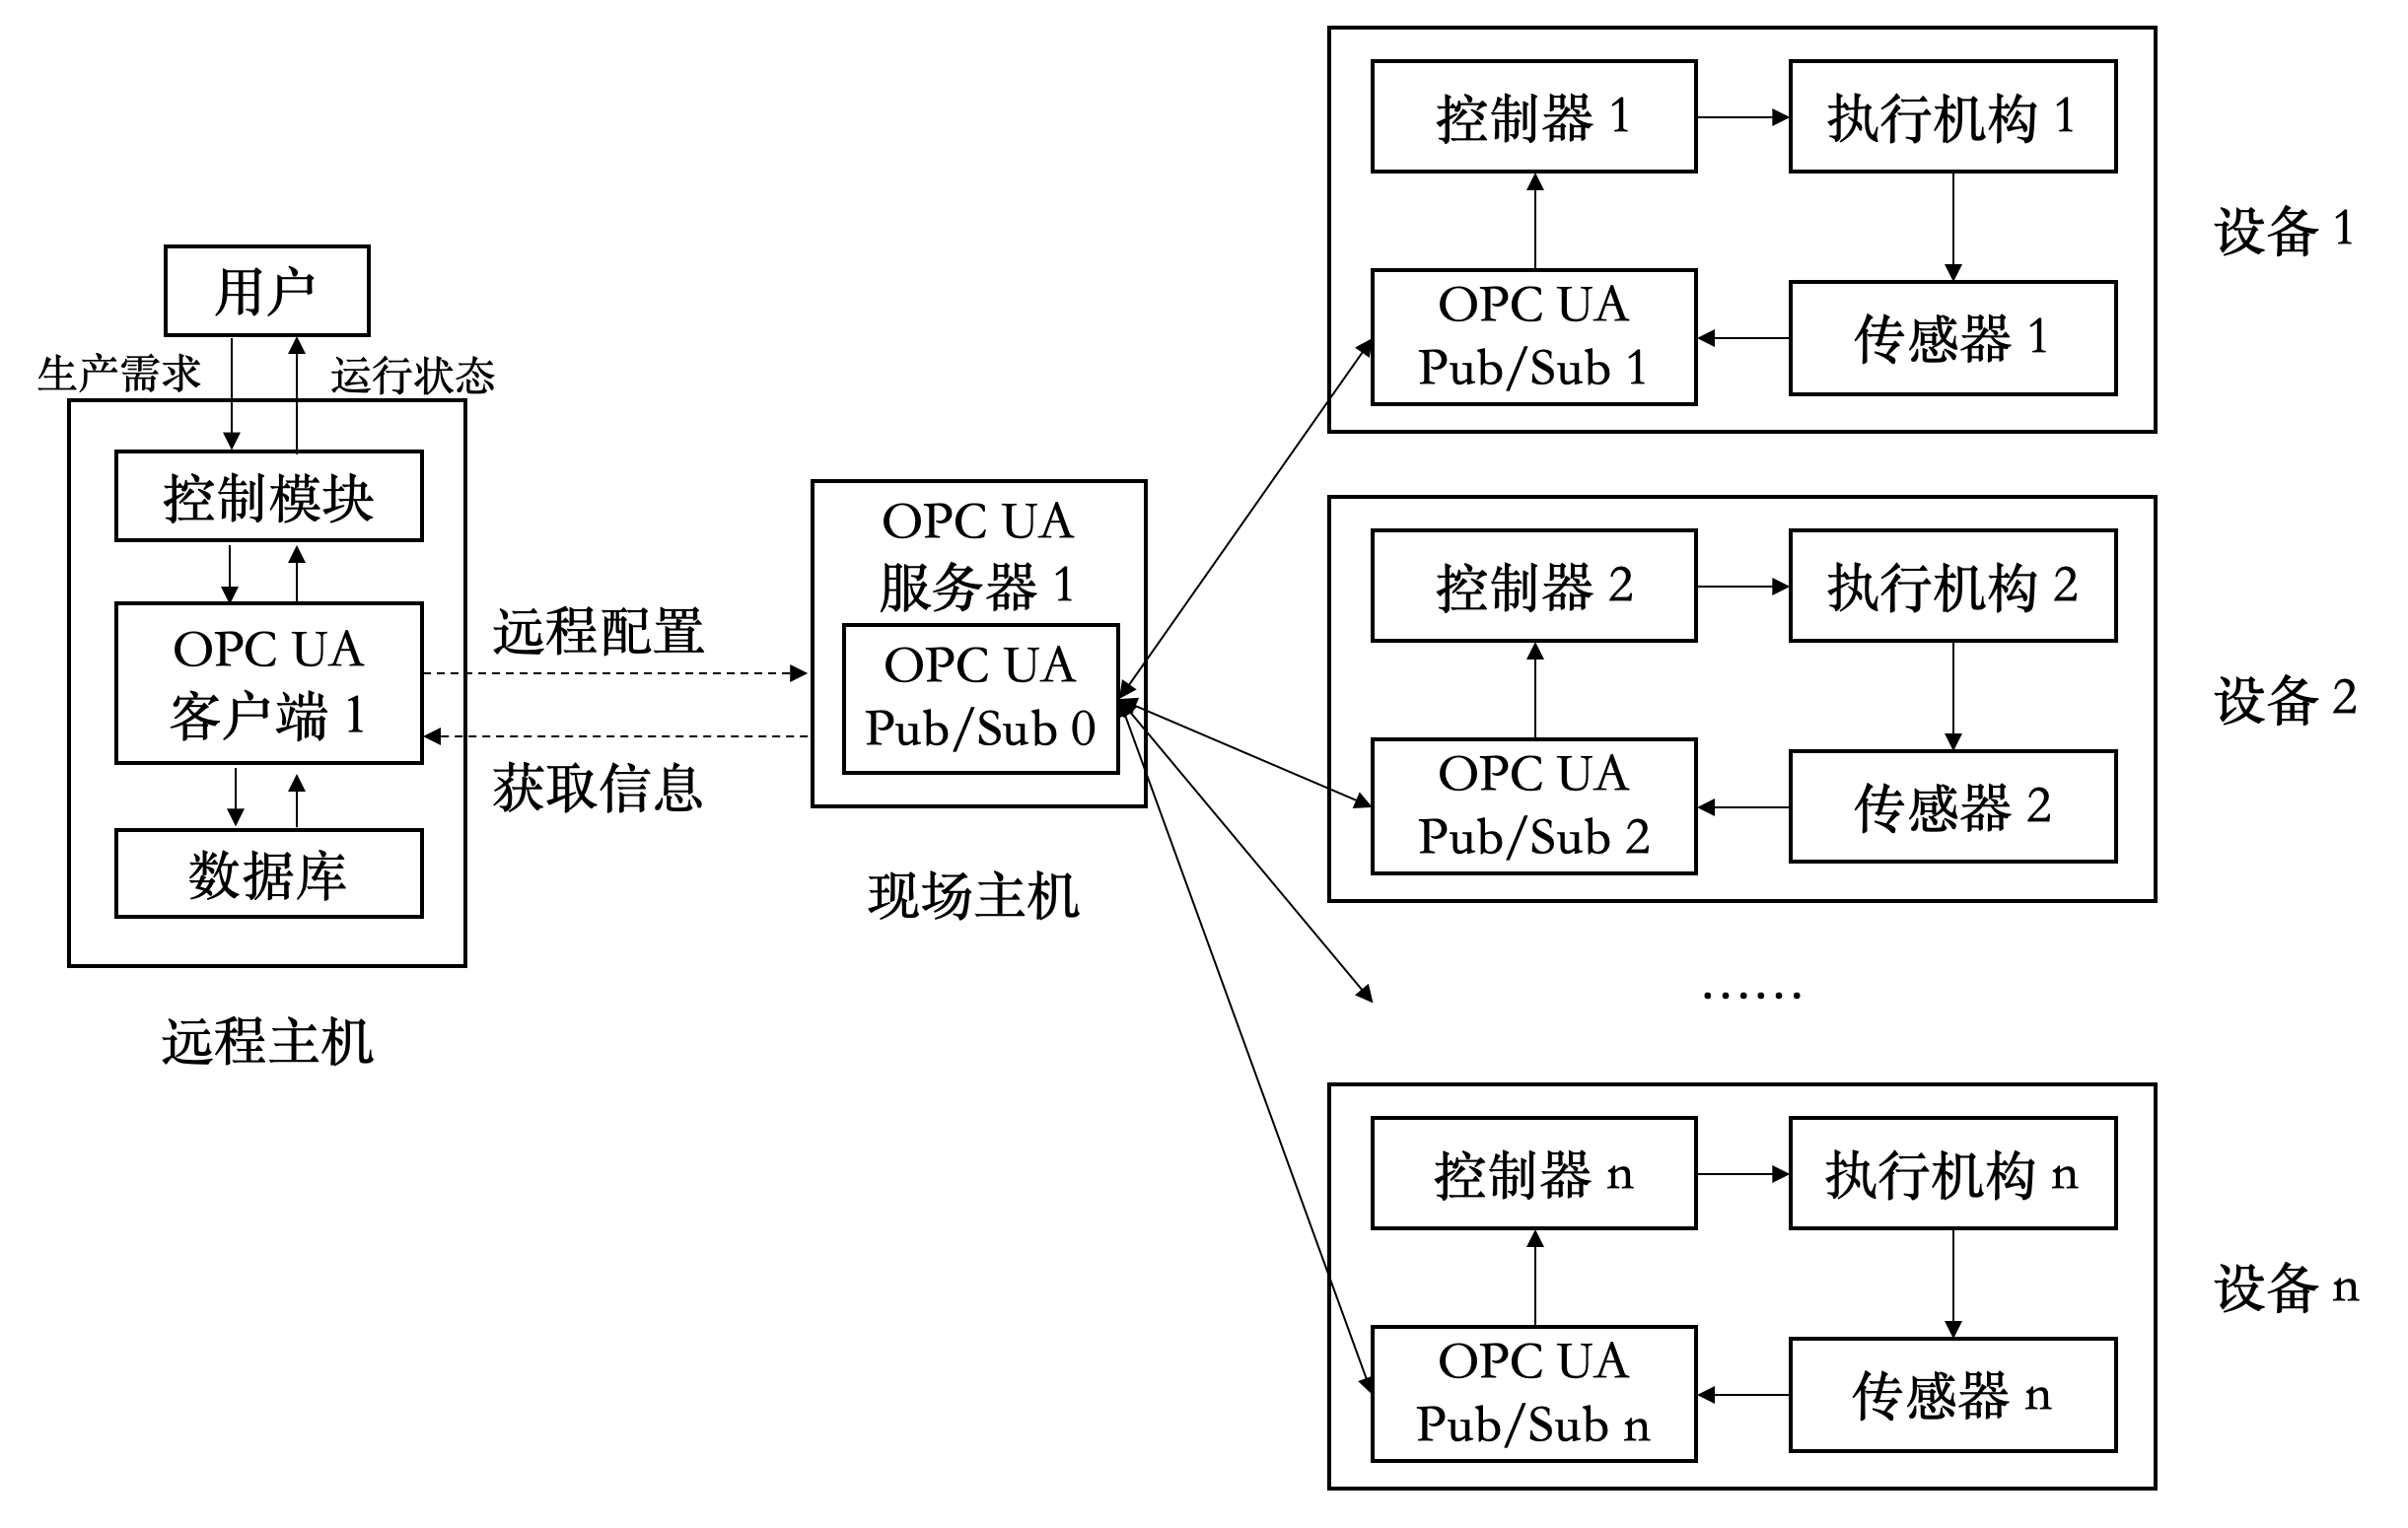 用户
生产需求
运行状态
控制模块
OPC UA
客户端 1
数据库
远程主机
远程配置
获取信息
OPC UA
服务器 1
OPC UA
Pub/Sub 0
现场主机
控制器 1
执行机构 1
OPC UA
Pub/Sub 1
传感器 1
设备 1
控制器 2
执行机构 2
OPC UA
Pub/Sub 2
传感器 2
设备 2
……
控制器 n
执行机构 n
OPC UA
Pub/Sub n
传感器 n
设备 n